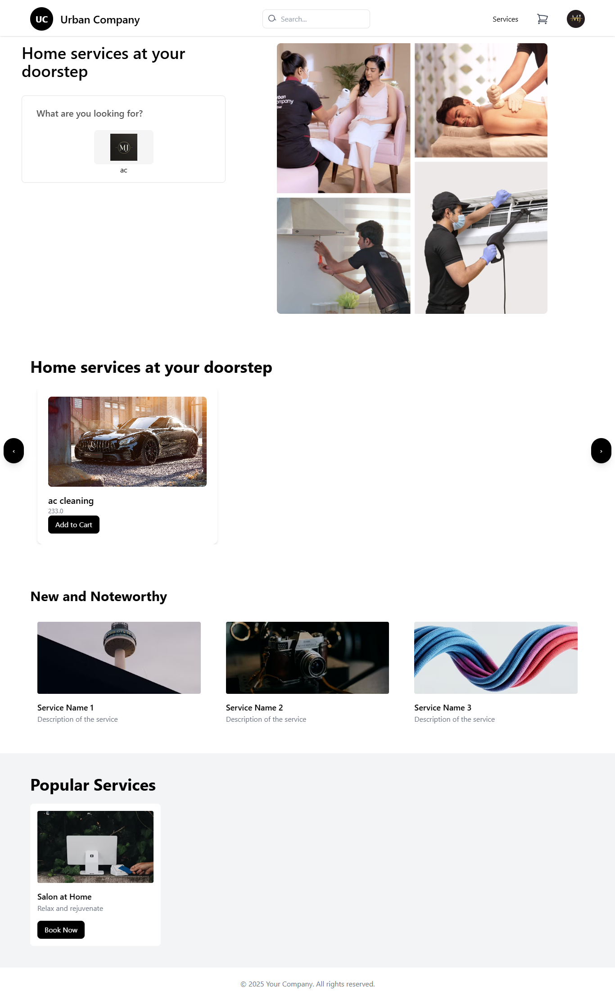 UC
Urban Company
Search...
Services
MJ
Home services at your
doorstep
What are you looking for?
MJ
ac
Home services at your doorstep
‹
›
ac cleaning
233.0
Add to Cart
New and Noteworthy
RADIO CITY
Service Name 1
Description of the service
Service Name 2
Description of the service
Service Name 3
Description of the service
Popular Services
Salon at Home
Relax and rejuvenate
Book Now
© 2025 Your Company. All rights reserved.